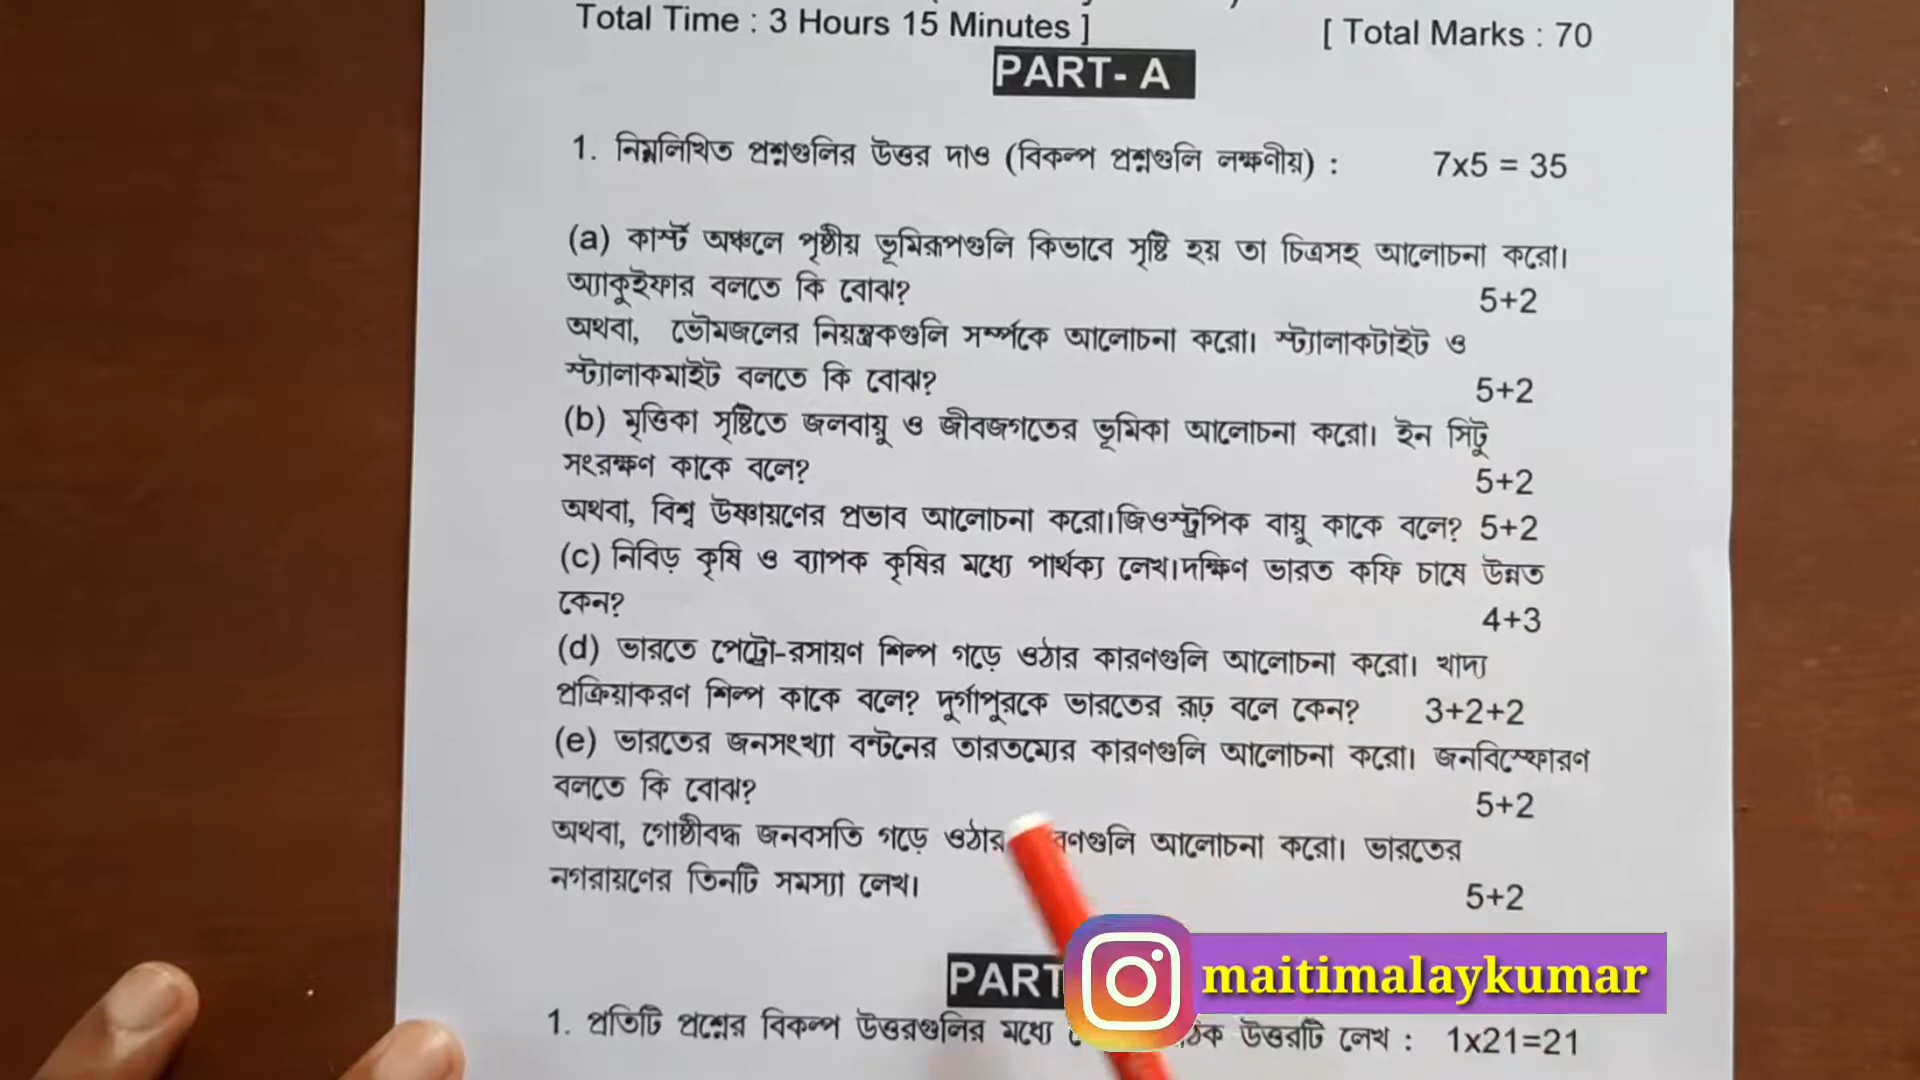 Total Time : 3 Hours 15 Minutes ]
[ Total Marks : 70
PART- A
1. নিম্নলিখিত প্রশ্নগুলির উত্তর দাও (বিকল্প প্রশ্নগুলি লক্ষণীয়) : 7x5 = 35
(a) কার্স্ট অঞ্চলে পৃষ্ঠীয় ভূমিরূপগুলি কিভাবে সৃষ্টি হয় তা চিত্রসহ আলোচনা করো।
অ্যাকুইফার বলতে কি বোঝ? 5+2
অথবা, ভৌমজলের নিয়ন্ত্রকগুলি সর্ম্পকে আলোচনা করো। স্ট্যালাকটাইট ও
স্ট্যালাকমাইট বলতে কি বোঝ? 5+2
(b) মৃত্তিকা সৃষ্টিতে জলবায়ু ও জীবজগতের ভূমিকা আলোচনা করো। ইন সিটু
সংরক্ষণ কাকে বলে? 5+2
অথবা, বিশ্ব উষ্ণায়ণের প্রভাব আলোচনা করো।জিওস্ট্রপিক বায়ু কাকে বলে? 5+2
(c) নিবিড় কৃষি ও ব্যাপক কৃষির মধ্যে পার্থক্য লেখ।দক্ষিণ ভারত কফি চাষে উন্নত
কেন? 4+3
(d) ভারতে পেট্রো-রসায়ণ শিল্প গড়ে ওঠার কারণগুলি আলোচনা করো। খাদ্য
প্রক্রিয়াকরণ শিল্প কাকে বলে? দুর্গাপুরকে ভারতের রূঢ় বলে কেন? 3+2+2
(e) ভারতের জনসংখ্যা বন্টনের তারতম্যের কারণগুলি আলোচনা করো। জনবিস্ফোরণ
বলতে কি বোঝ? 5+2
অথবা, গোষ্ঠীবদ্ধ জনবসতি গড়ে ওঠার আলোচনা করো। ভারতের
নগরায়ণের তিনটি সমস্যা লেখ। 5+2
PART
maitimalaykumar
1. প্রতিটি প্রশ্নের বিকল্প উত্তরগুলির মধ্যে উত্তরটি লেখ : 1x21=21